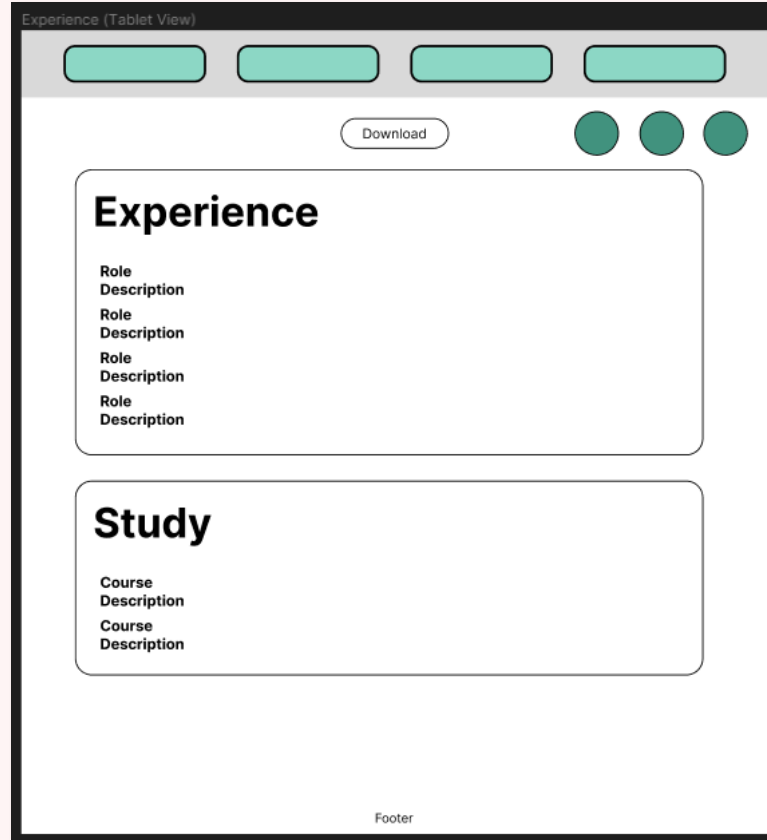 Experience (Tablet View)
Download
Experience
Role
Description
Role
Description
Role
Description
Role
Description
Study
Course
Description
Course
Description
Footer